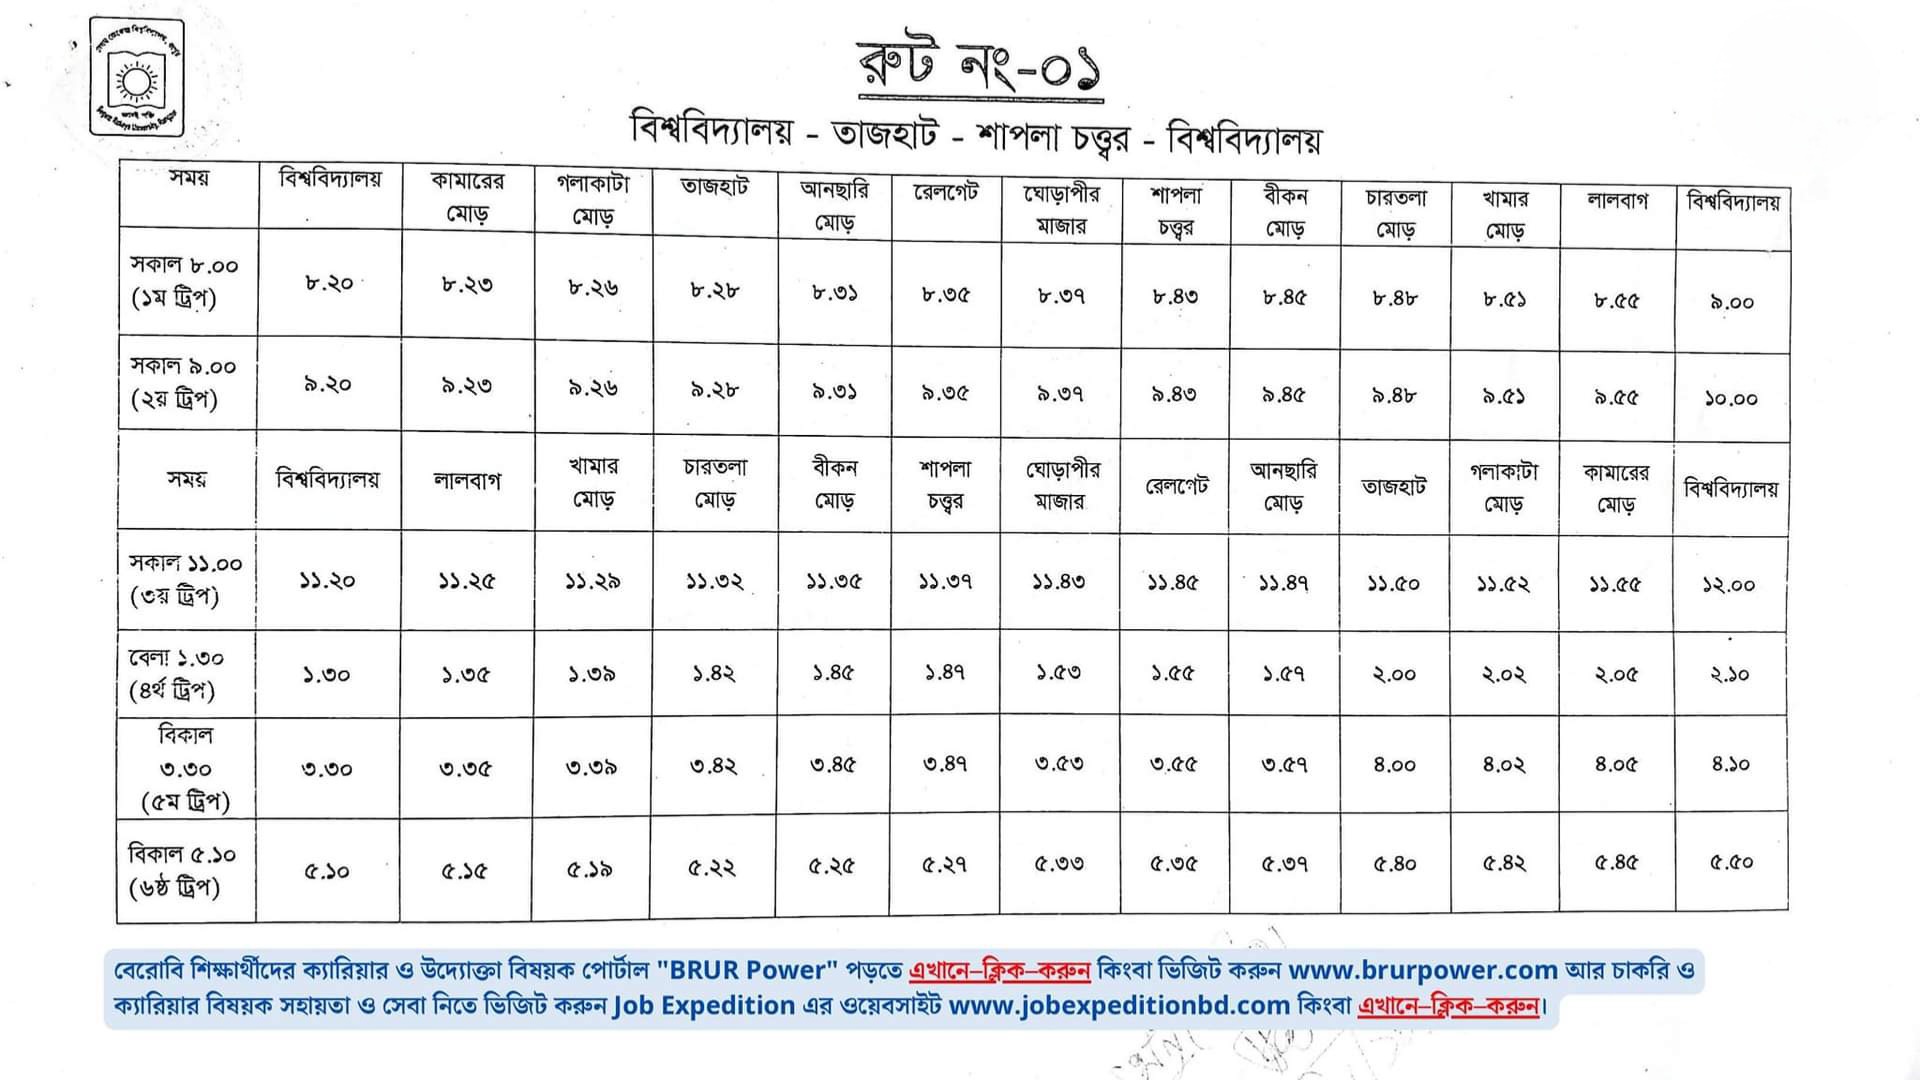 বেগম রোকেয়া বিশ্ববিদ্যালয়, রংপুর
Begum Rokeya University, Rangpur
রুট নং-০১
বিশ্ববিদ্যালয় - তাজহাট - শাপলা চত্ত্বর - বিশ্ববিদ্যালয়
সময় বিশ্ববিদ্যালয় কামারের মোড় গলাকাটা মোড় তাজহাট আনছারি মোড় রেলগেট ঘোড়াপীর মাজার শাপলা চত্ত্বর বীকন মোড় চারতলা মোড় খামার মোড় লালবাগ বিশ্ববিদ্যালয়
সকাল ৮.০০ (১ম ট্রিপ) ৮.২০ ৮.২৩ ৮.২৬ ৮.২৮ ৮.৩১ ৮.৩৫ ৮.৩৭ ৮.৪৩ ৮.৪৫ ৮.৪৮ ৮.৫১ ৮.৫৫ ৯.০০
সকাল ৯.০০ (২য় ট্রিপ) ৯.২০ ৯.২৩ ৯.২৬ ৯.২৮ ৯.৩১ ৯.৩৫ ৯.৩৭ ৯.৪৩ ৯.৪৫ ৯.৪৮ ৯.৫১ ৯.৫৫ ১০.০০
সময় বিশ্ববিদ্যালয় লালবাগ খামার মোড় চারতলা মোড় বীকন মোড় শাপলা চত্ত্বর ঘোড়াপীর মাজার রেলগেট আনছারি মোড় তাজহাট গলাকাটা মোড় কামারের মোড় বিশ্ববিদ্যালয়
সকাল ১১.০০ (৩য় ট্রিপ) ১১.২০ ১১.২৫ ১১.২৯ ১১.৩২ ১১.৩৫ ১১.৩৭ ১১.৪৩ ১১.৪৫ ১১.৪৭ ১১.৫০ ১১.৫২ ১১.৫৫ ১২.০০
বেলা ১.৩০ (৪র্থ ট্রিপ) ১.৩০ ১.৩৫ ১.৩৯ ১.৪২ ১.৪৫ ১.৪৭ ১.৫৩ ১.৫৫ ১.৫৭ ২.০০ ২.০২ ২.০৫ ২.১০
বিকাল ৩.৩০ (৫ম ট্রিপ) ৩.৩০ ৩.৩৫ ৩.৩৯ ৩.৪২ ৩.৪৫ ৩.৪৭ ৩.৫৩ ৩.৫৫ ৩.৫৭ ৪.০০ ৪.০২ ৪.০৫ ৪.১০
বিকাল ৫.১০ (৬ষ্ঠ ট্রিপ) ৫.১০ ৫.১৫ ৫.১৯ ৫.২২ ৫.২৫ ৫.২৭ ৫.৩৩ ৫.৩৫ ৫.৩৭ ৫.৪০ ৫.৪২ ৫.৪৫ ৫.৫০
বেরোবি শিক্ষার্থীদের ক্যারিয়ার ও উদ্যোক্তা বিষয়ক পোর্টাল "BRUR Power" পড়তে এখানে–ক্লিক–করুন কিংবা ভিজিট করুন www.brurpower.com আর চাকরি ও
ক্যারিয়ার বিষয়ক সহায়তা ও সেবা নিতে ভিজিট করুন Job Expedition এর ওয়েবসাইট www.jobexpeditionbd.com কিংবা এখানে–ক্লিক–করুন।